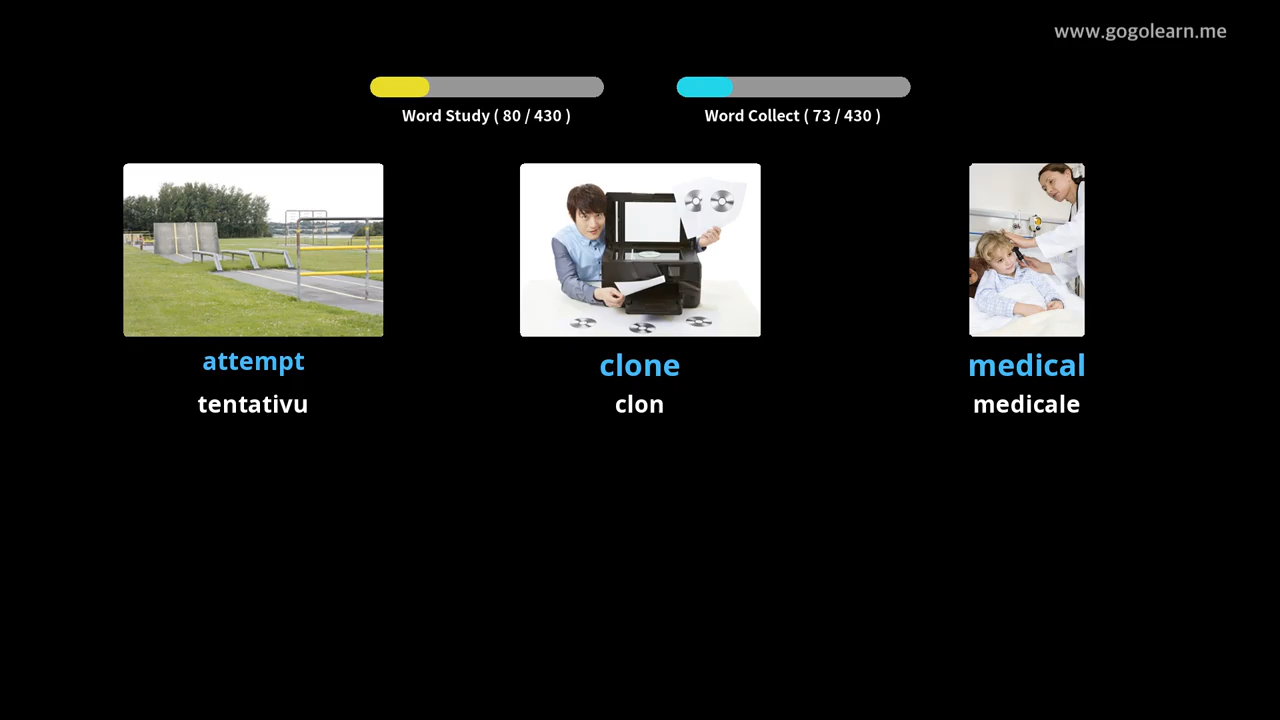 www.gogolearn.me
Word Study ( 80 / 430 )
Word Collect ( 73 / 430 )
attempt
clone
medical
tentativu
clon
medicale